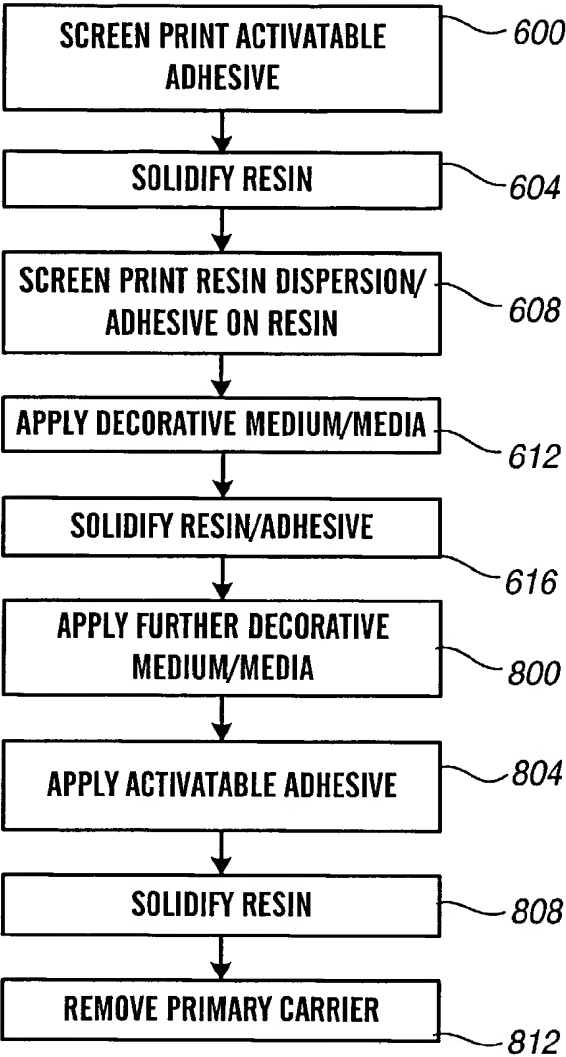 SCREEN PRINT ACTIVATABLE
ADHESIVE
600
SOLIDIFY RESIN
604
SCREEN PRINT RESIN DISPERSION/
ADHESIVE ON RESIN
608
APPLY DECORATIVE MEDIUM/MEDIA
612
SOLIDIFY RESIN/ADHESIVE
616
APPLY FURTHER DECORATIVE
MEDIUM/MEDIA
800
APPLY ACTIVATABLE ADHESIVE
804
SOLIDIFY RESIN
808
REMOVE PRIMARY CARRIER
812